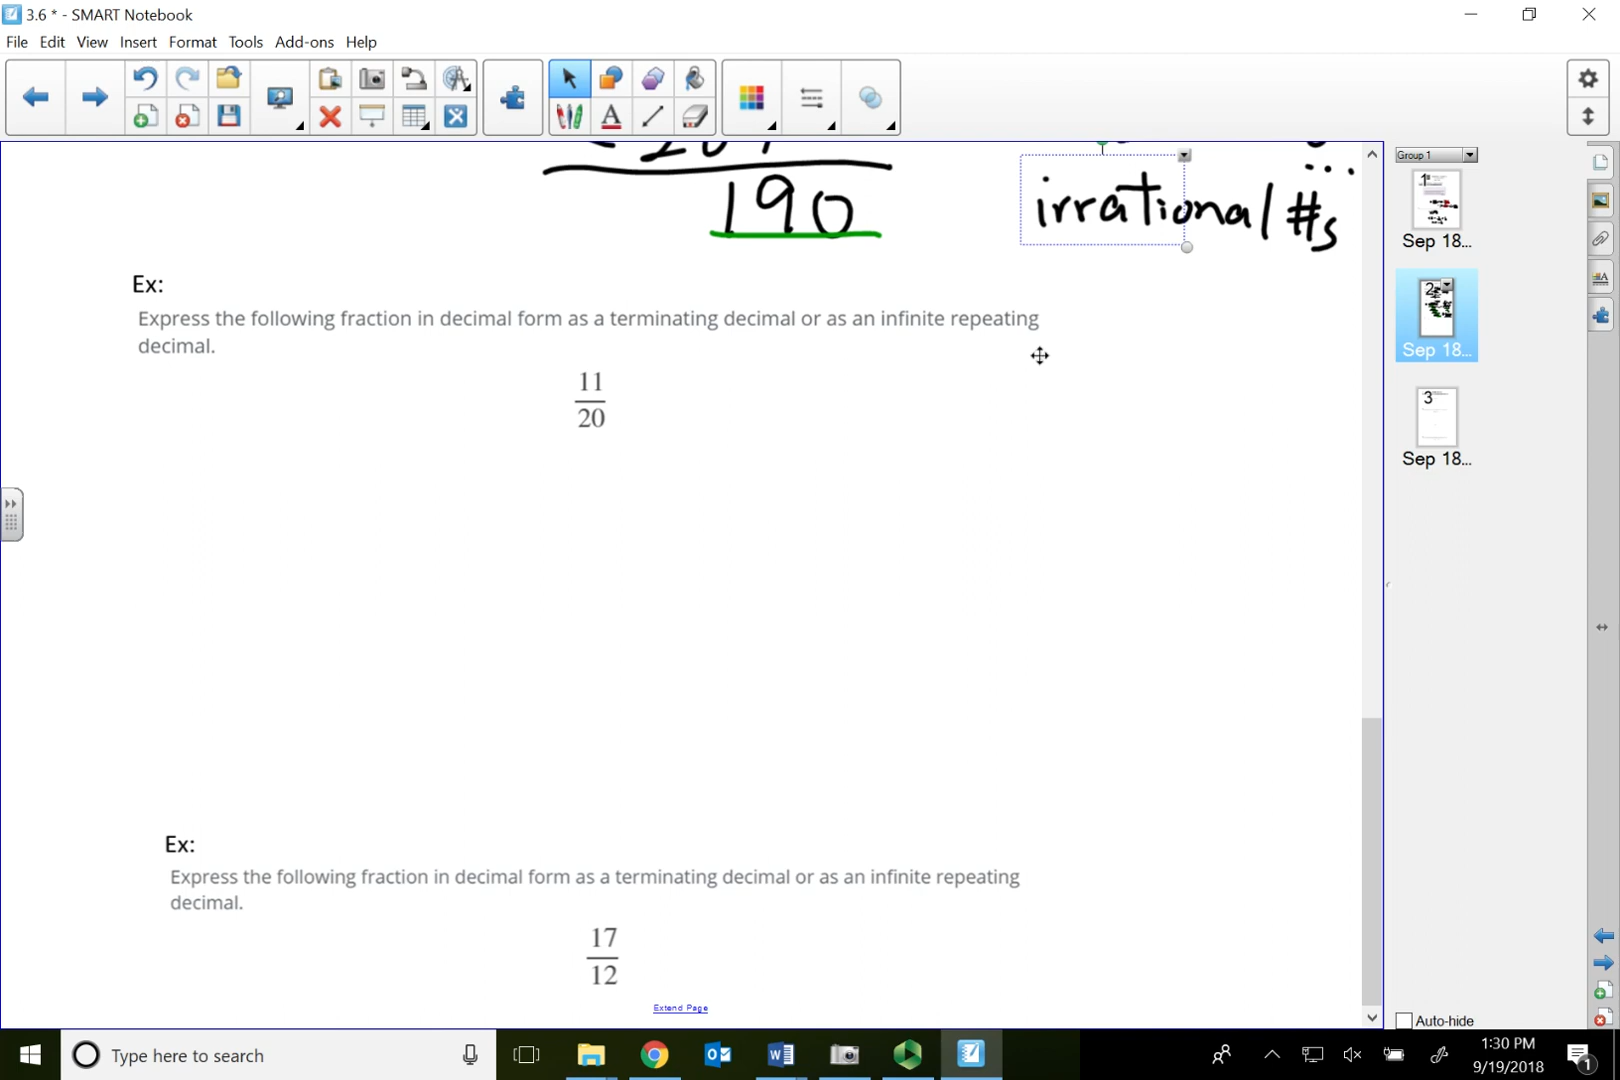 3.6 * - SMART Notebook
File Edit View Insert Format Tools Add-ons Help
190
...
irrational #s
Ex:
Express the following fraction in decimal form as a terminating decimal or as an infinite repeating
decimal.
11
20
Ex:
Express the following fraction in decimal form as a terminating decimal or as an infinite repeating
decimal.
17
12
Extend Page
Group 1
1
Sep 18...
2
Sep 18...
3
Sep 18...
Auto-hide
Type here to search
1:30 PM
9/19/2018
1